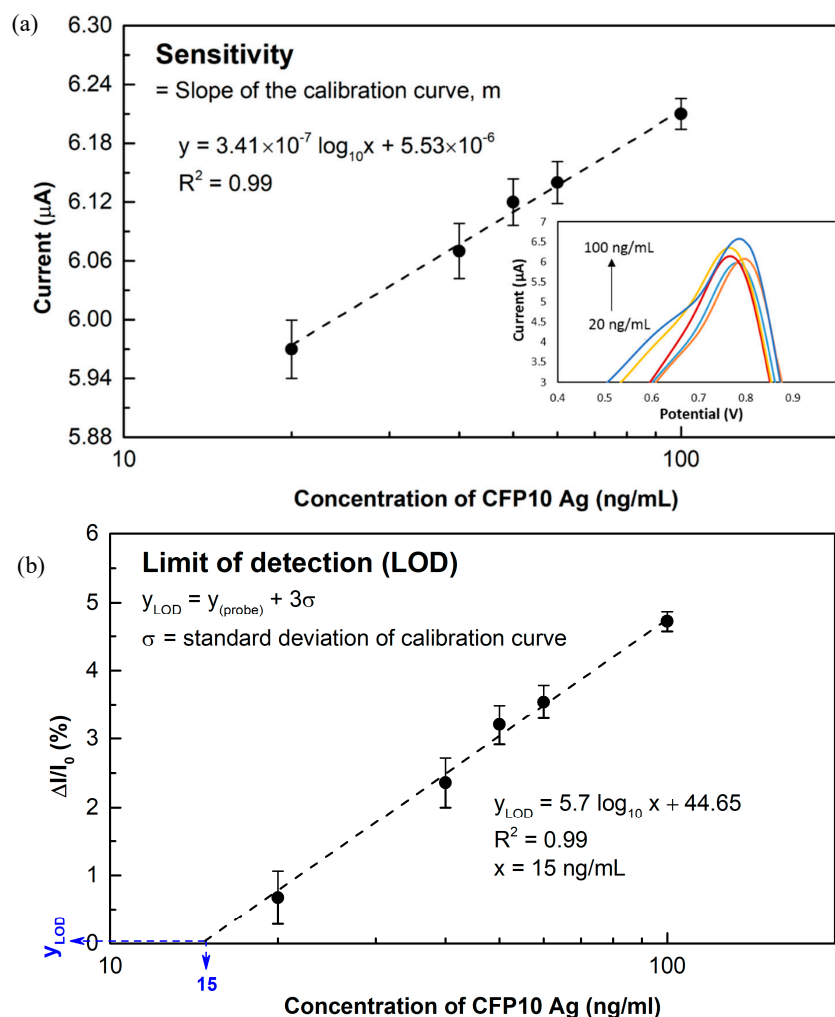 (a)
Sensitivity
= Slope of the calibration curve, m
y = 3.41×10⁻⁷ log₁₀x + 5.53×10⁻⁶
R² = 0.99
6.30
6.24
6.18
6.12
6.06
6.00
5.94
5.88
Current (µA)
10
100
Concentration of CFP10 Ag (ng/mL)
7
6.5
6
5.5
5
4.5
4
3.5
3
Current (µA)
100 ng/mL
20 ng/mL
0.4 0.5 0.6 0.7 0.8 0.9
Potential (V)
(b)
Limit of detection (LOD)
y_LOD = y_(probe) + 3σ
σ = standard deviation of calibration curve
6
5
4
3
2
1
0
ΔI/I₀ (%)
y_LOD = 5.7 log₁₀ x + 44.65
R² = 0.99
x = 15 ng/mL
y_LOD
10
15
100
Concentration of CFP10 Ag (ng/ml)